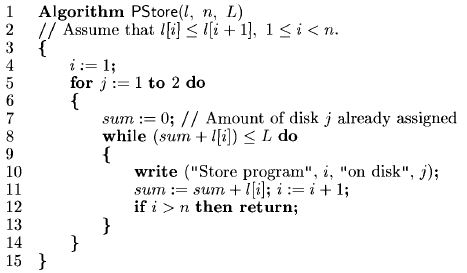 1 Algorithm PStore(l, n, L)
2 // Assume that l[i] ≤ l[i + 1], 1 ≤ i < n.
3 {
4 i := 1;
5 for j := 1 to 2 do
6 {
7 sum := 0; // Amount of disk j already assigned
8 while (sum + l[i]) ≤ L do
9 {
10 write ("Store program", i, "on disk", j);
11 sum := sum + l[i]; i := i + 1;
12 if i > n then return;
13 }
14 }
15 }